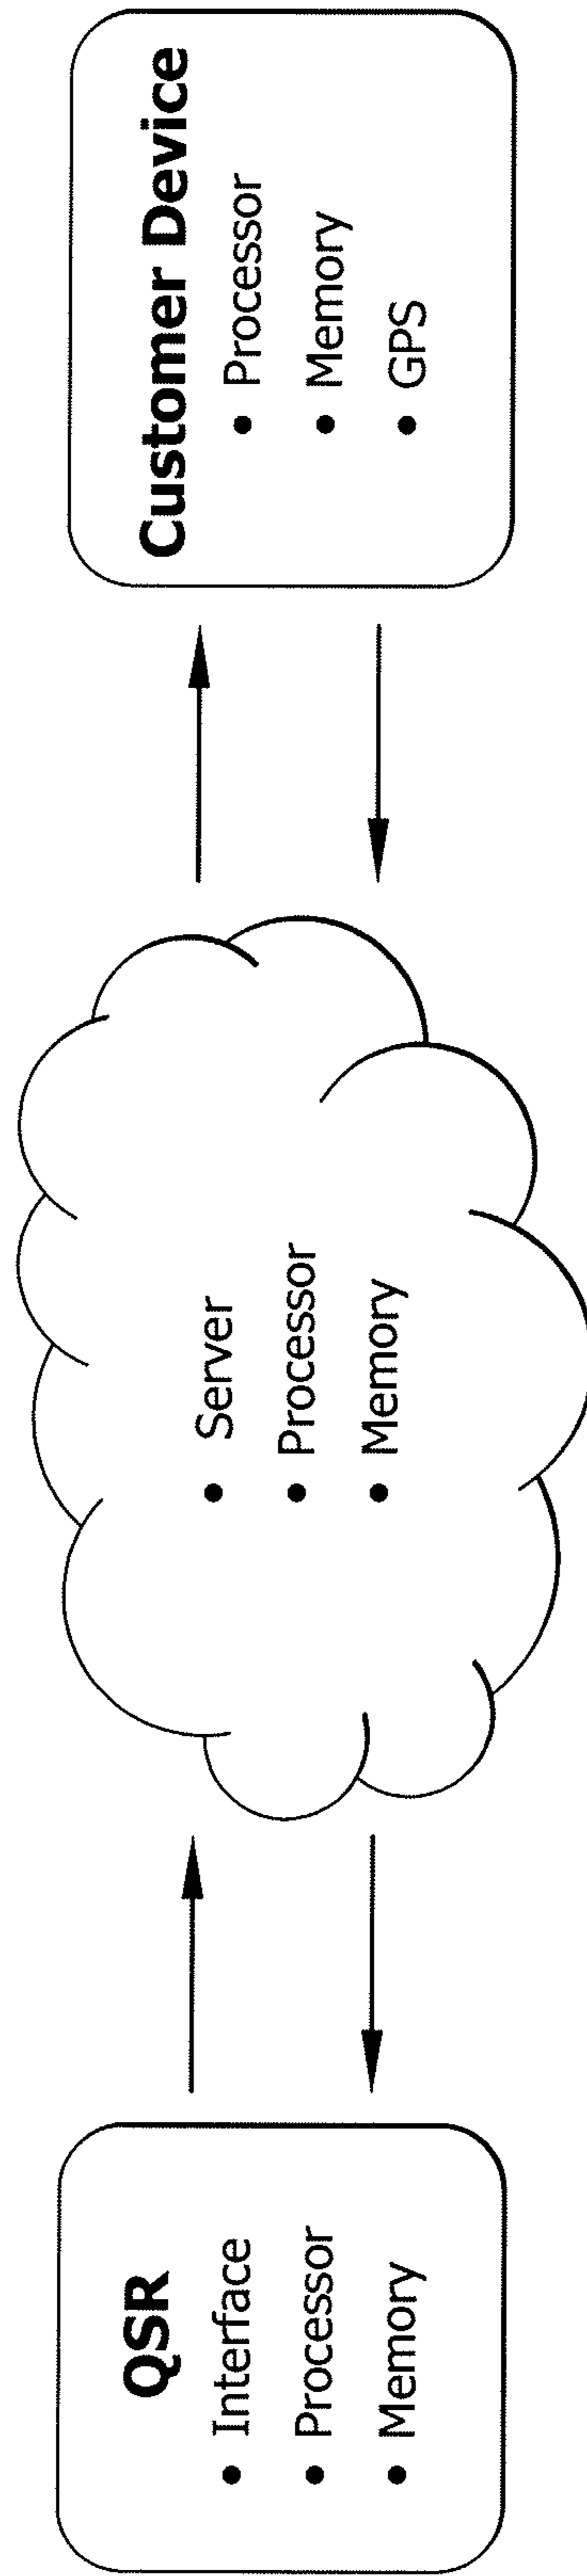 QSR
• Interface
• Processor
• Memory
• Server
• Processor
• Memory
Customer Device
• Processor
• Memory
• GPS